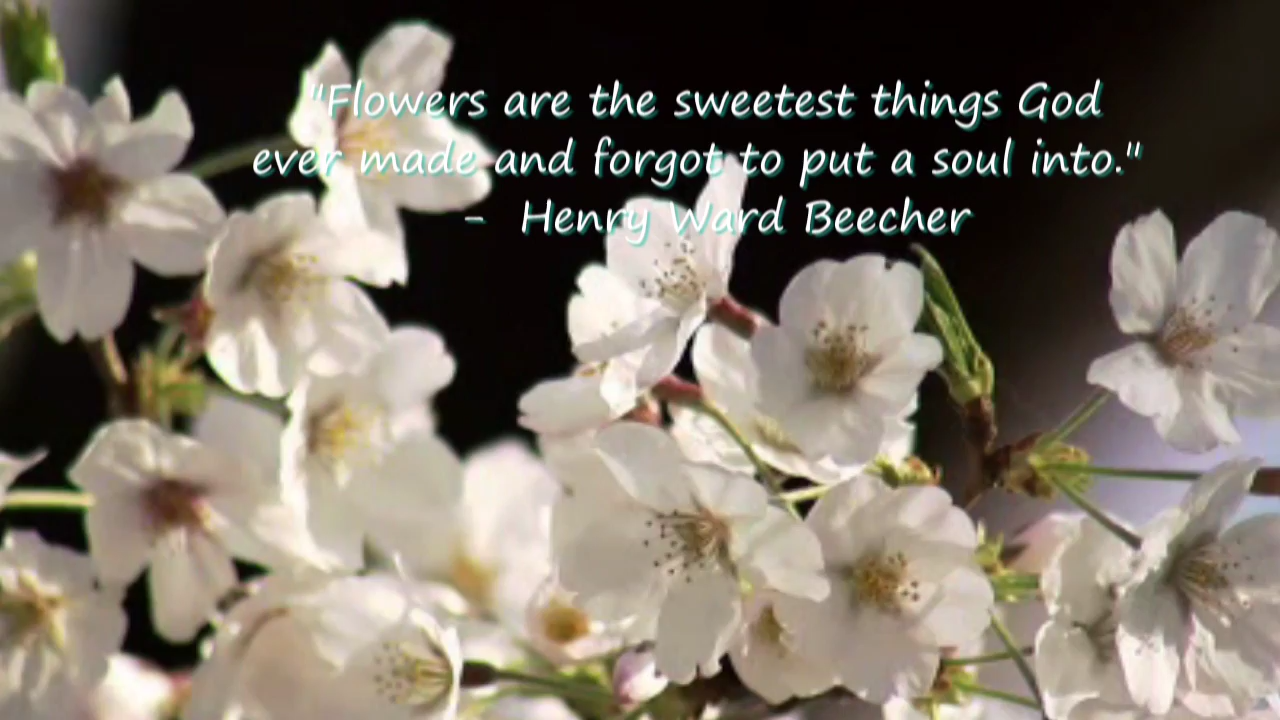 "Flowers are the sweetest things God
ever made and forgot to put a soul into."
- Henry Ward Beecher